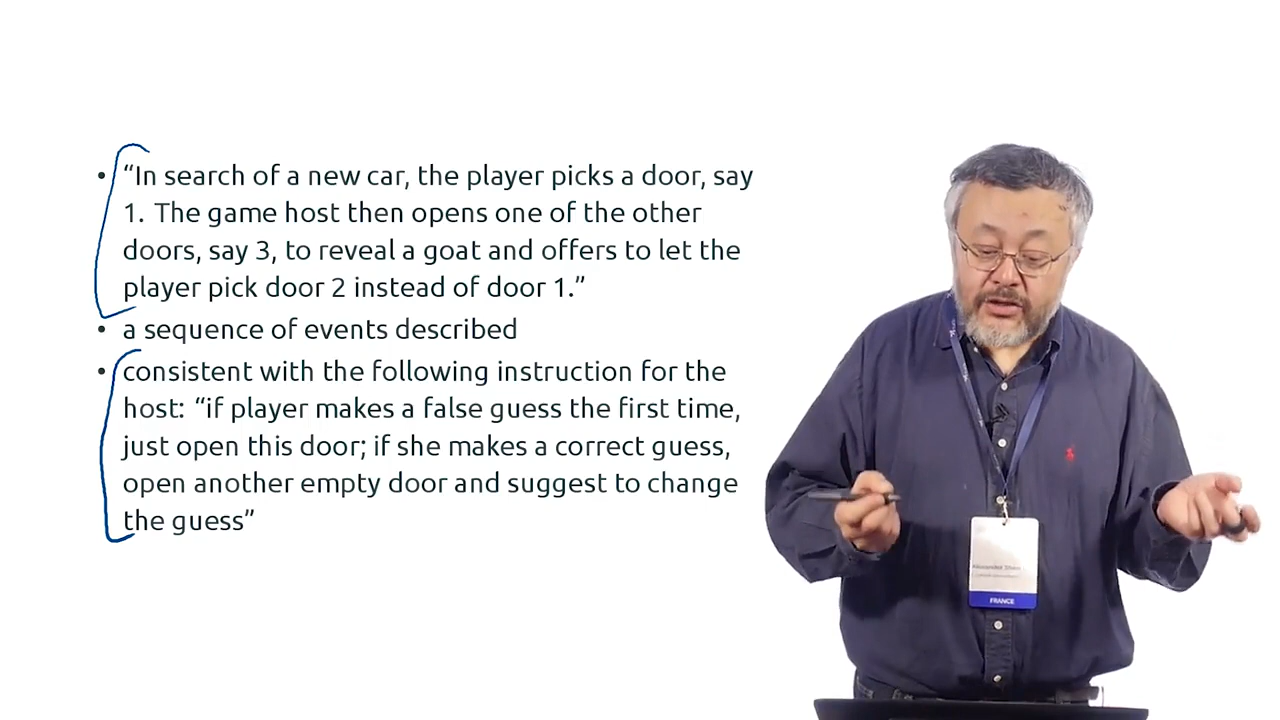 • “In search of a new car, the player picks a door, say
1. The game host then opens one of the other
doors, say 3, to reveal a goat and offers to let the
player pick door 2 instead of door 1.”
• a sequence of events described
• consistent with the following instruction for the
host: “if player makes a false guess the first time,
just open this door; if she makes a correct guess,
open another empty door and suggest to change
the guess”
Alexander Shen
FRANCE